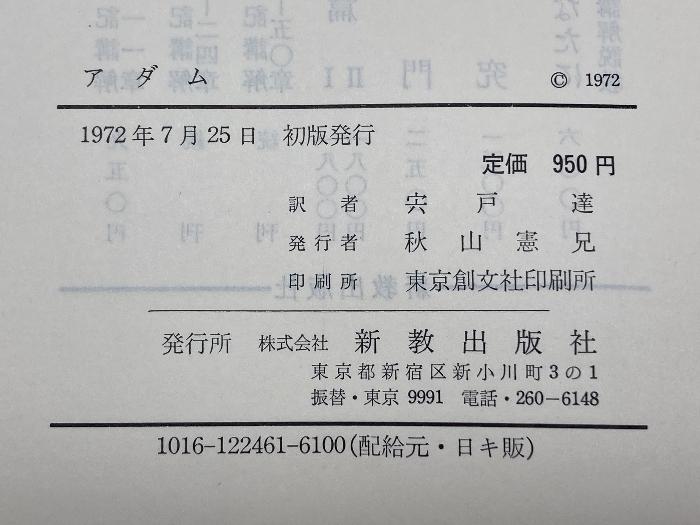 アダム © 1972
1972年7月25日 初版発行
定価 950円
訳者 宍戸達
発行者 秋山憲兄
印刷所 東京創文社印刷所
発行所 株式会社 新教出版社
東京都新宿区新小川町3の1
振替・東京 9991 電話・260-6148
1016-122461-6100(配給元・日キ販)